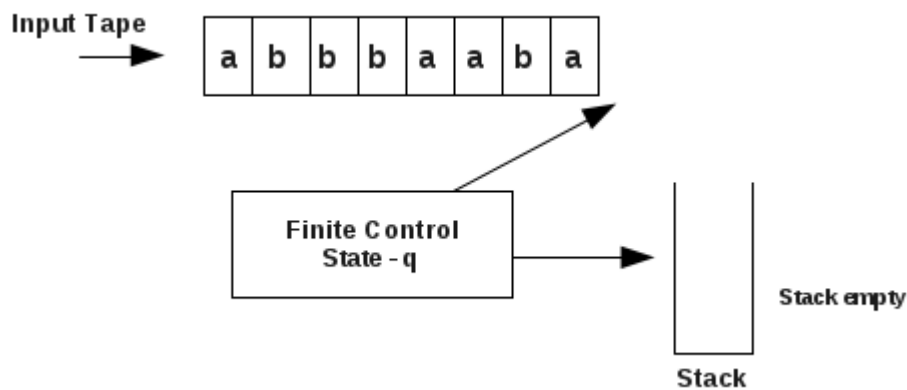 Input Tape
a b b b a a b a
Finite Control
State - q
Stack empty
Stack